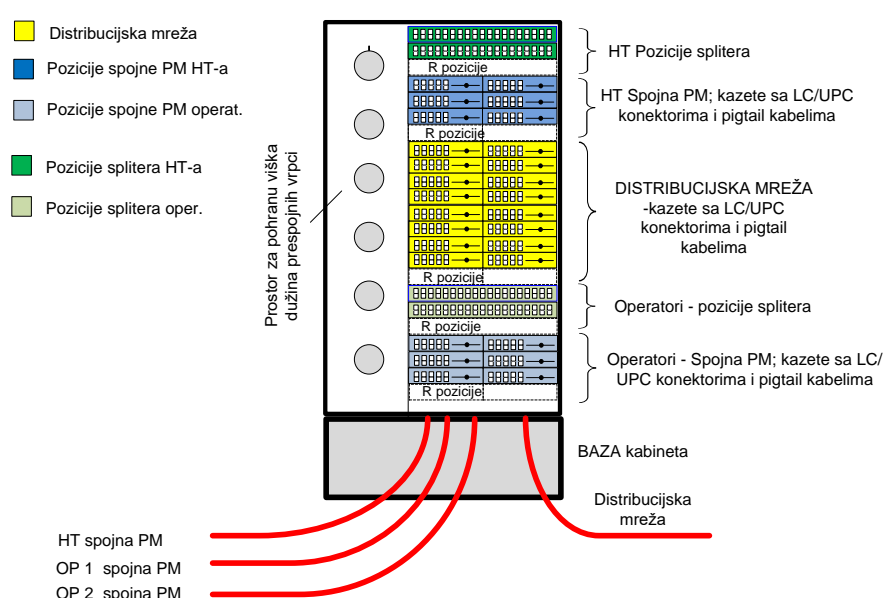 Distribucijska mreža
Pozicije spojne PM HT-a
Pozicije spojne PM operat.
Pozicije splitera HT-a
Pozicije splitera oper.
Prostor za pohranu viška
dužina prespojnih vrpci
R pozicije
R pozicije
R pozicije
R pozicije
R pozicije
HT Pozicije splitera
HT Spojna PM; kazete sa LC/UPC
konektorima i pigtail kabelima
DISTRIBUCIJSKA MREŽA
-kazete sa LC/UPC
konektorima i pigtail
kabelima
Operatori - pozicije splitera
Operatori - Spojna PM; kazete sa LC/
UPC konektorima i pigtail kabelima
BAZA kabineta
Distribucijska
mreža
HT spojna PM
OP 1 spojna PM
OP 2 spojna PM